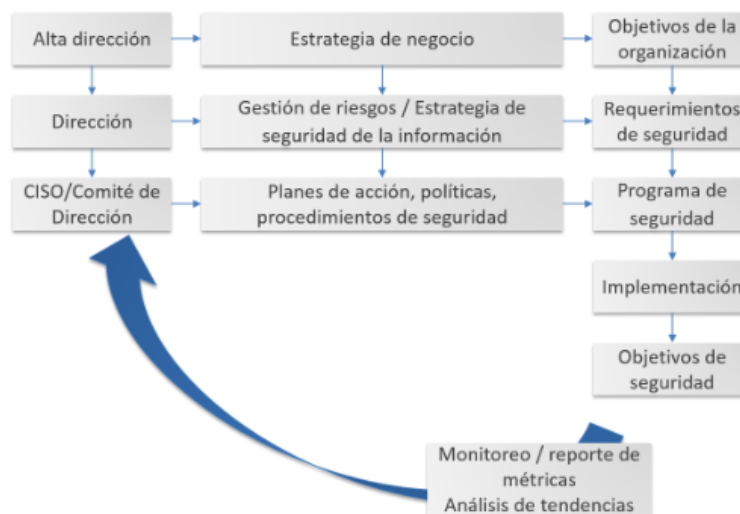 Alta dirección
Estrategia de negocio
Objetivos de la
organización
Dirección
Gestión de riesgos / Estrategia de
seguridad de la información
Requerimientos
de seguridad
CISO/Comité de
Dirección
Planes de acción, políticas,
procedimientos de seguridad
Programa de
seguridad
Implementación
Objetivos de
seguridad
Monitoreo / reporte de
métricas
Análisis de tendencias